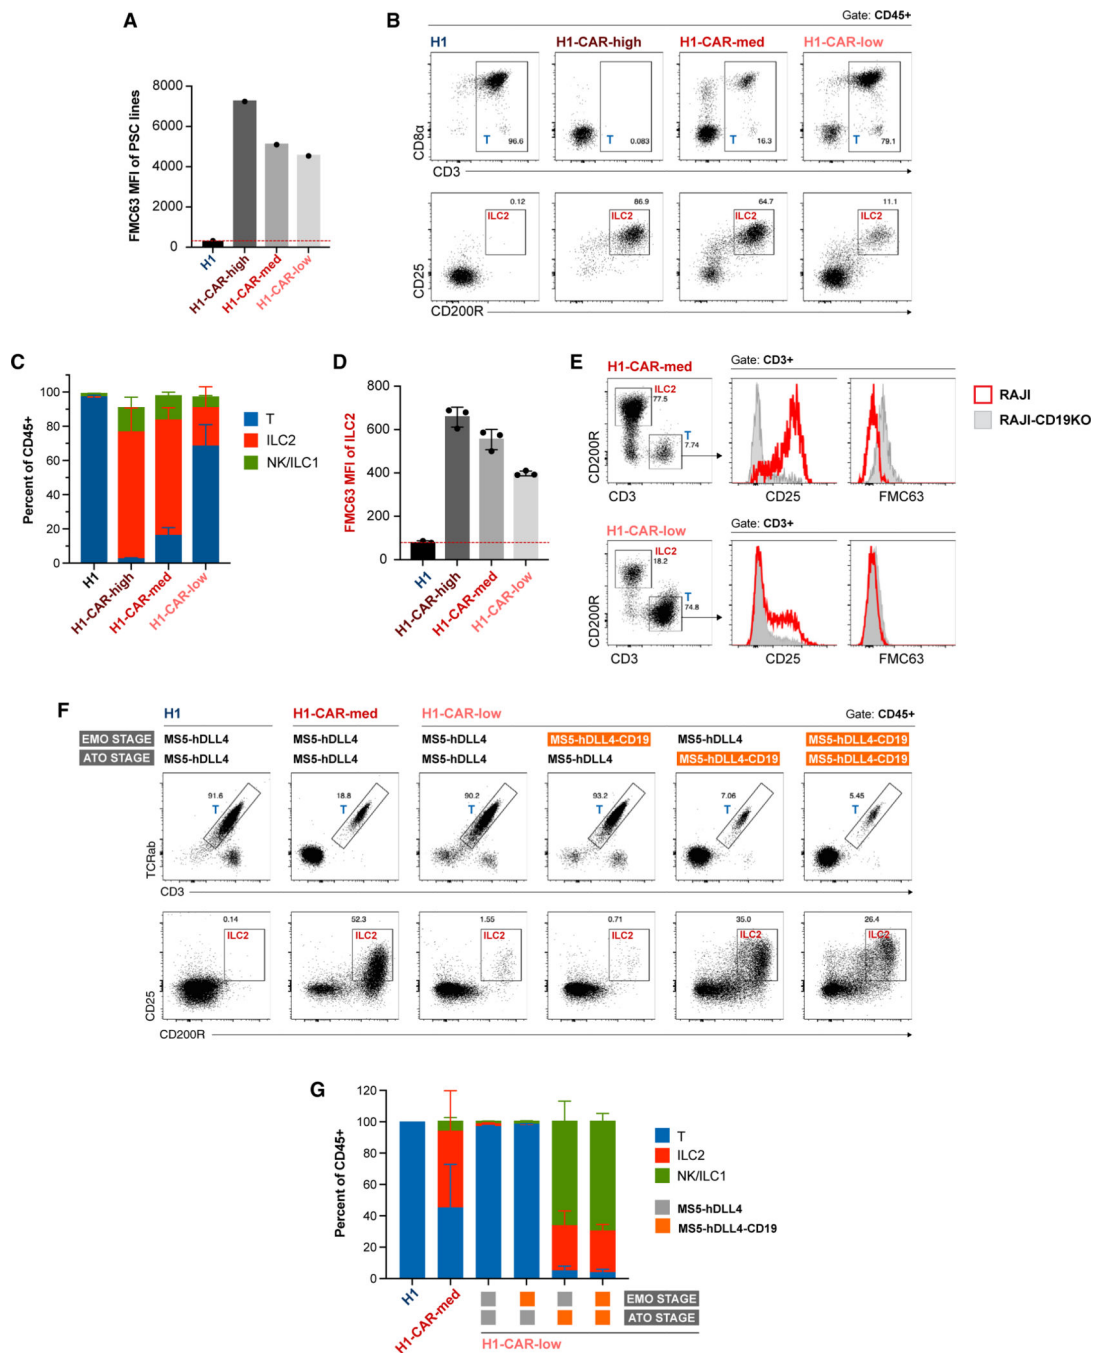 A
FMC63 MFI of PSC lines
8000
6000
4000
2000
0
H1
H1-CAR-high
H1-CAR-med
H1-CAR-low
B
Gate: CD45+
H1
H1-CAR-high
H1-CAR-med
H1-CAR-low
CD8α
T
96.6
T
0.083
T
16.3
T
79.1
CD3
0.12
86.9
64.7
11.1
ILC2
ILC2
ILC2
ILC2
CD25
CD200R
C
Percent of CD45+
100
80
60
40
20
0
H1
H1-CAR-high
H1-CAR-med
H1-CAR-low
T
ILC2
NK/ILC1
D
FMC63 MFI of ILC2
800
600
400
200
0
H1
H1-CAR-high
H1-CAR-med
H1-CAR-low
E
H1-CAR-med
Gate: CD3+
ILC2
77.5
T
7.74
CD200R
CD3
CD25
FMC63
RAJI
RAJI-CD19KO
H1-CAR-low
Gate: CD3+
ILC2
18.2
T
74.8
CD200R
CD3
CD25
FMC63
F
H1
H1-CAR-med
H1-CAR-low
Gate: CD45+
EMO STAGE
MS5-hDLL4
MS5-hDLL4
MS5-hDLL4
MS5-hDLL4-CD19
MS5-hDLL4
MS5-hDLL4-CD19
ATO STAGE
MS5-hDLL4
MS5-hDLL4
MS5-hDLL4
MS5-hDLL4
MS5-hDLL4-CD19
MS5-hDLL4-CD19
91.6
T
18.8
T
90.2
T
93.2
T
7.06
T
5.45
T
TCRab
CD3
0.14
52.3
1.55
0.71
35.0
26.4
ILC2
ILC2
ILC2
ILC2
ILC2
ILC2
CD25
CD200R
G
Percent of CD45+
120
100
80
60
40
20
0
T
ILC2
NK/ILC1
MS5-hDLL4
MS5-hDLL4-CD19
H1
H1-CAR-med
EMO STAGE
ATO STAGE
H1-CAR-low